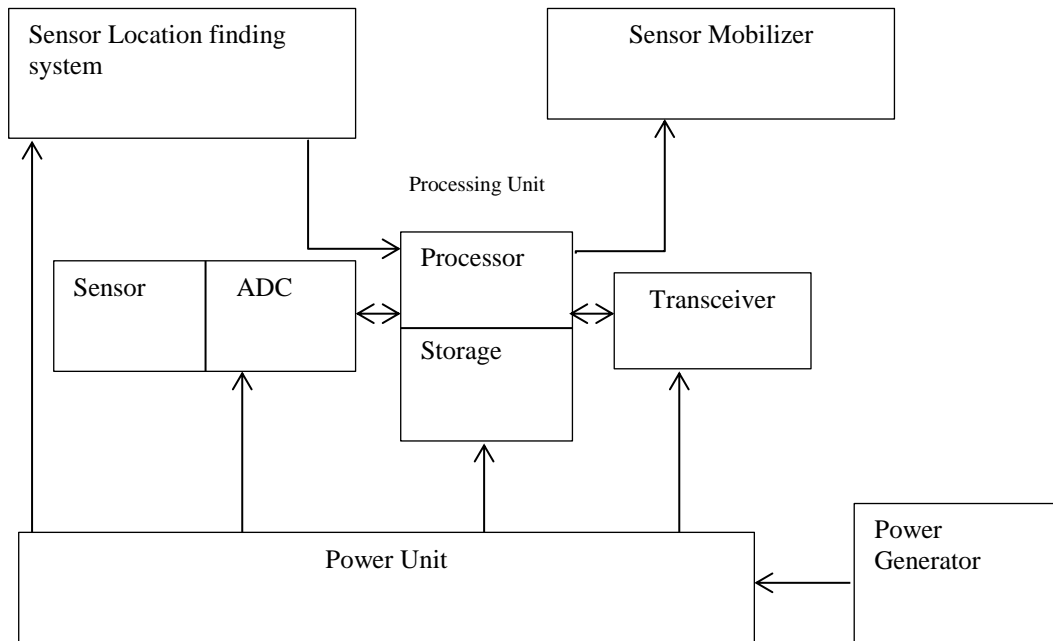 Sensor Location finding
system
Sensor Mobilizer
Processing Unit
Processor
Sensor
ADC
Transceiver
Storage
Power
Generator
Power Unit